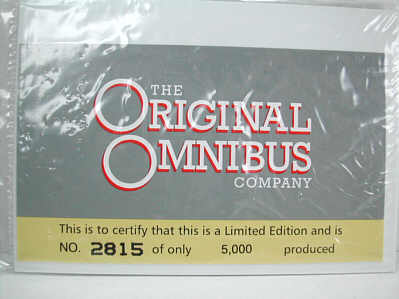 THE
ORIGINAL
OMNIBUS
COMPANY
This is to certify that this is a Limited Edition and is
NO. 2815 of only 5,000 produced